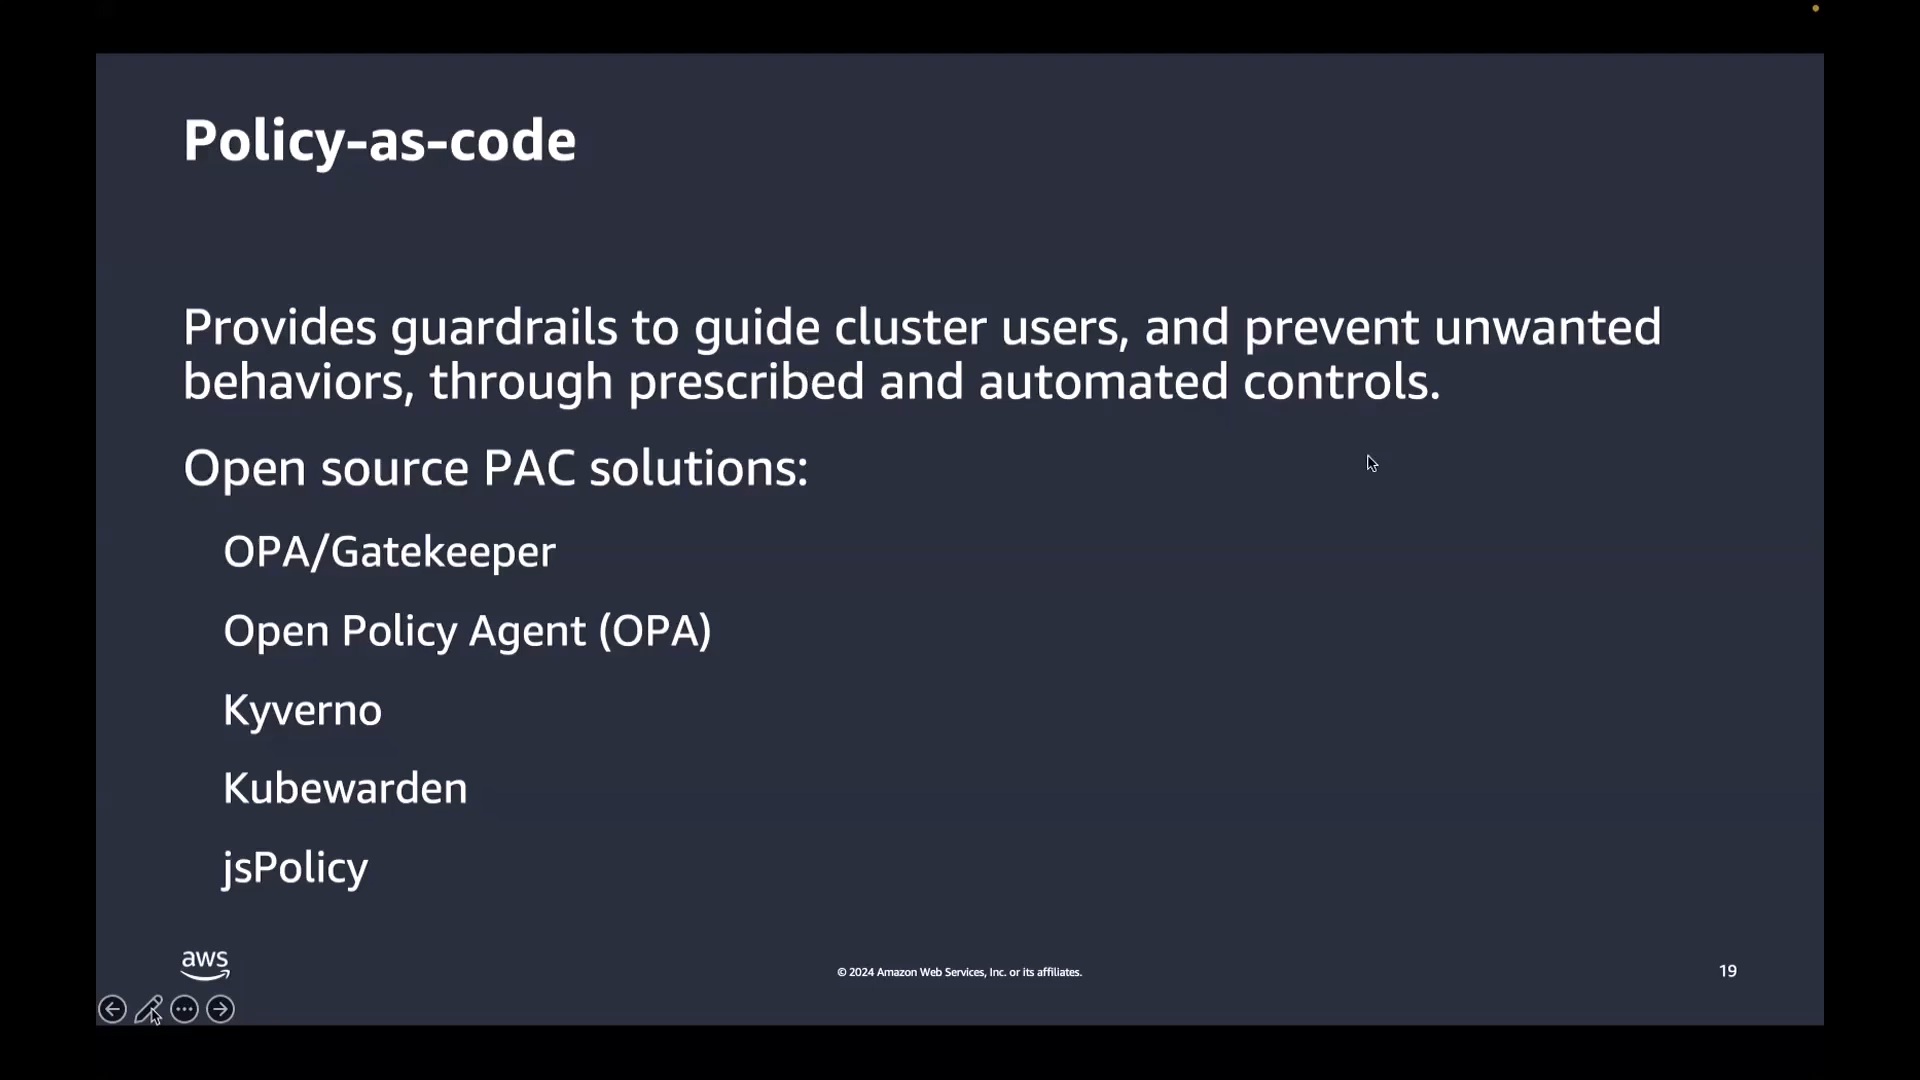 Policy-as-code
Provides guardrails to guide cluster users, and prevent unwanted
behaviors, through prescribed and automated controls.
Open source PAC solutions:
OPA/Gatekeeper
Open Policy Agent (OPA)
Kyverno
Kubewarden
jsPolicy
aws
© 2024 Amazon Web Services, Inc. or its affiliates.
19